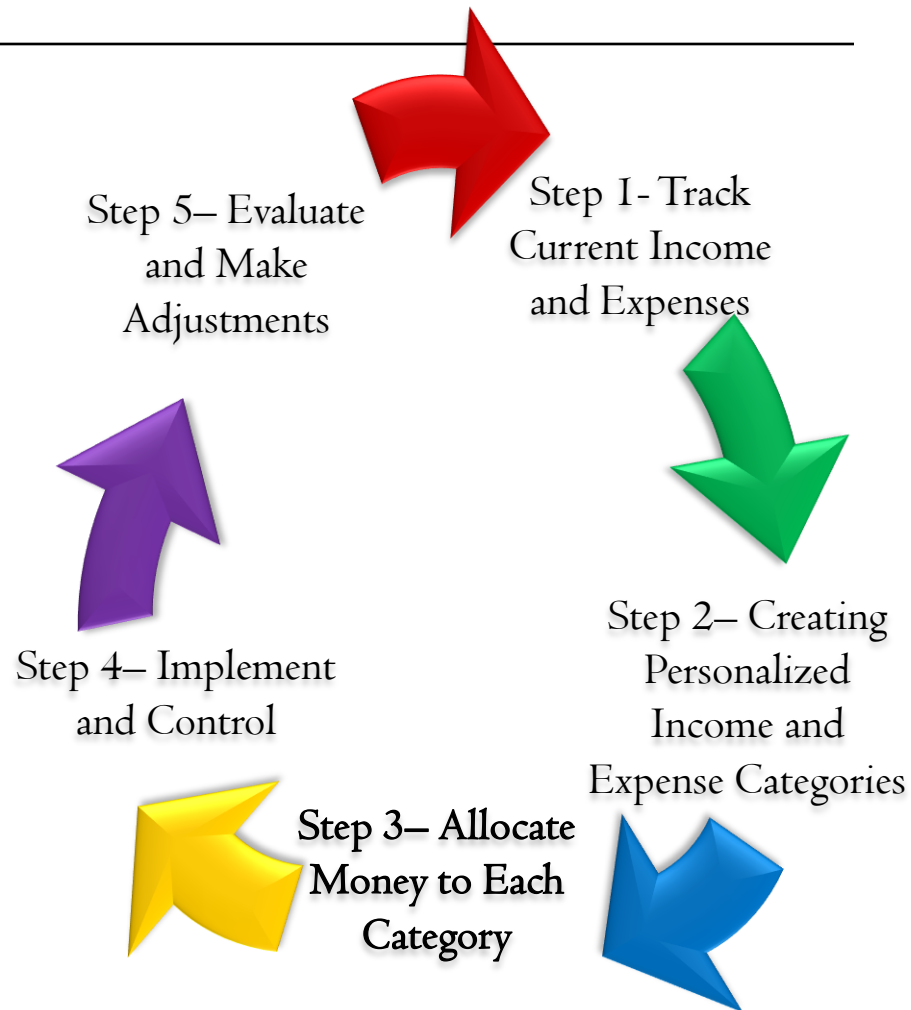 Step 1- Track
Current Income
and Expenses
Step 2– Creating
Personalized
Income and
Expense Categories
Step 3– Allocate
Money to Each
Category
Step 4– Implement
and Control
Step 5– Evaluate
and Make
Adjustments